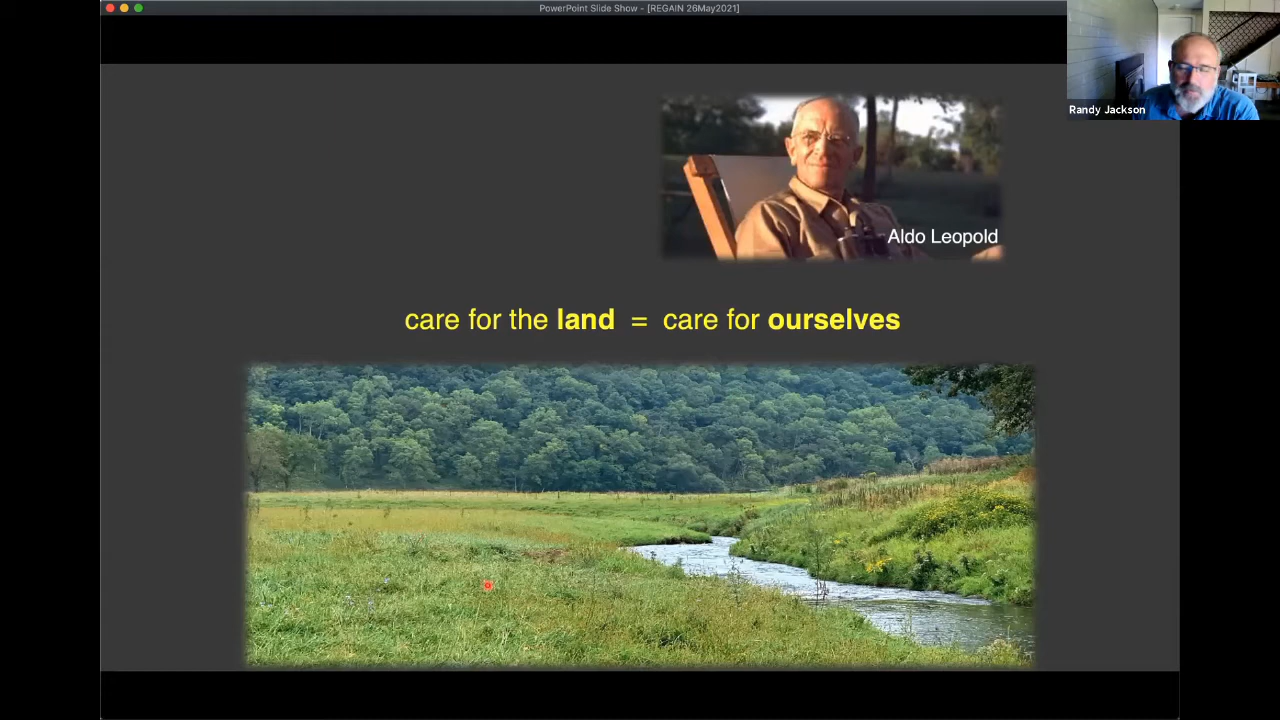 PowerPoint Slide Show - [REGAIN 26May2021]
Randy Jackson
Aldo Leopold
care for the land = care for ourselves